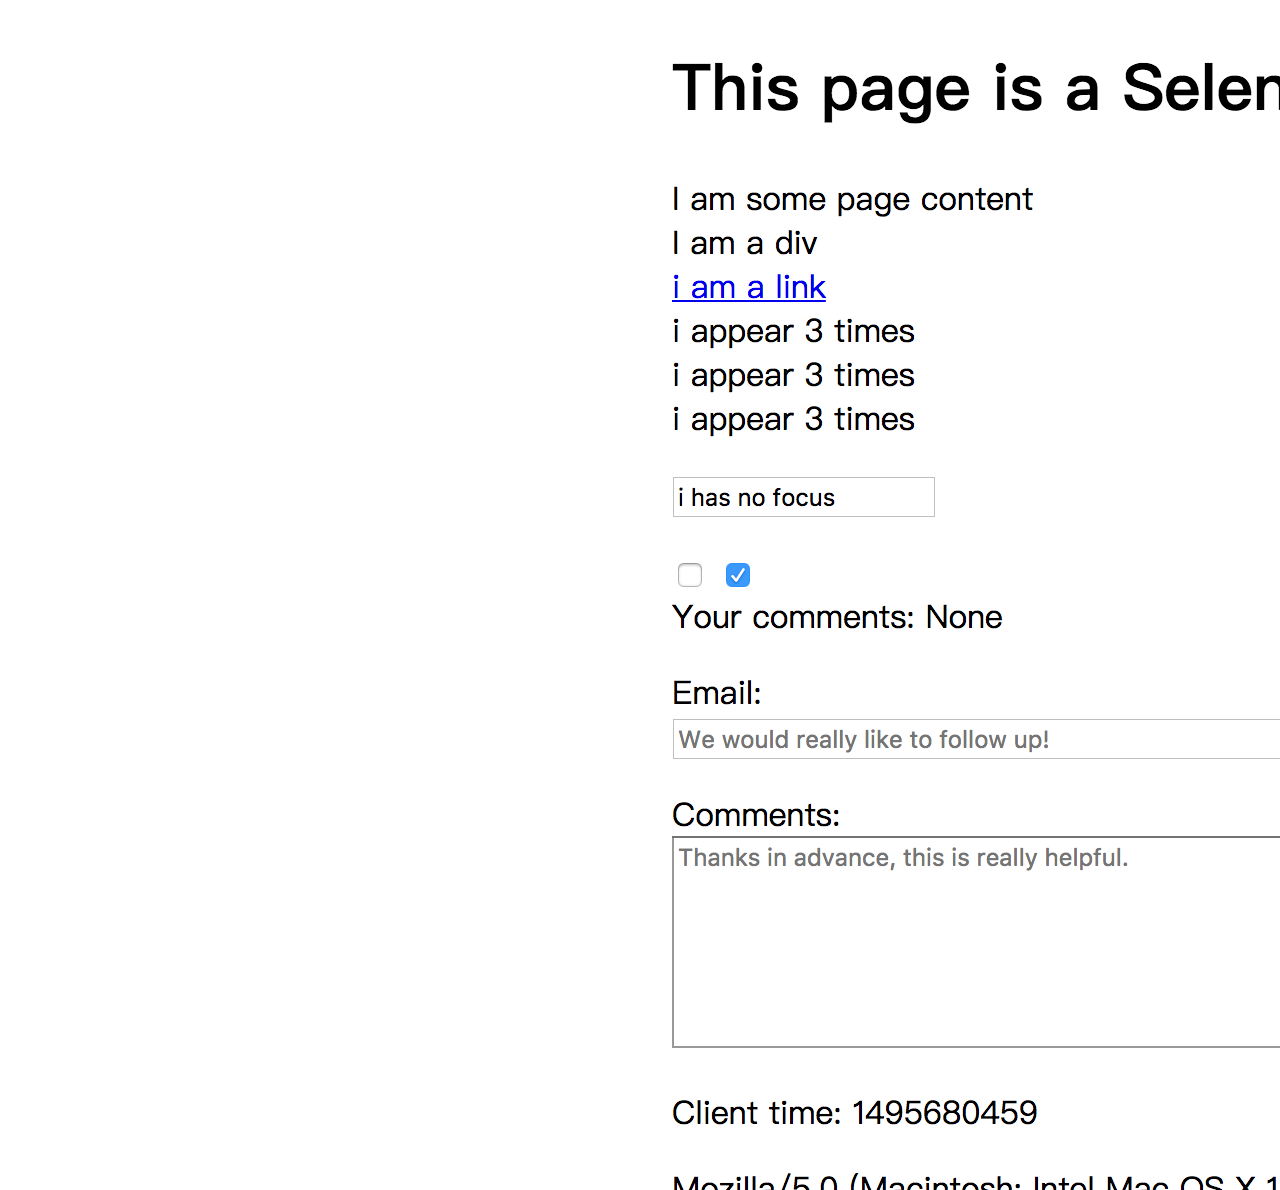 This page is a Selen
I am some page content
I am a div
i am a link
i appear 3 times
i appear 3 times
i appear 3 times
i has no focus
Your comments: None
Email:
We would really like to follow up!
Comments:
Thanks in advance, this is really helpful.
Client time: 1495680459
Mozilla/5.0 (Macintosh; Intel Mac OS X 1